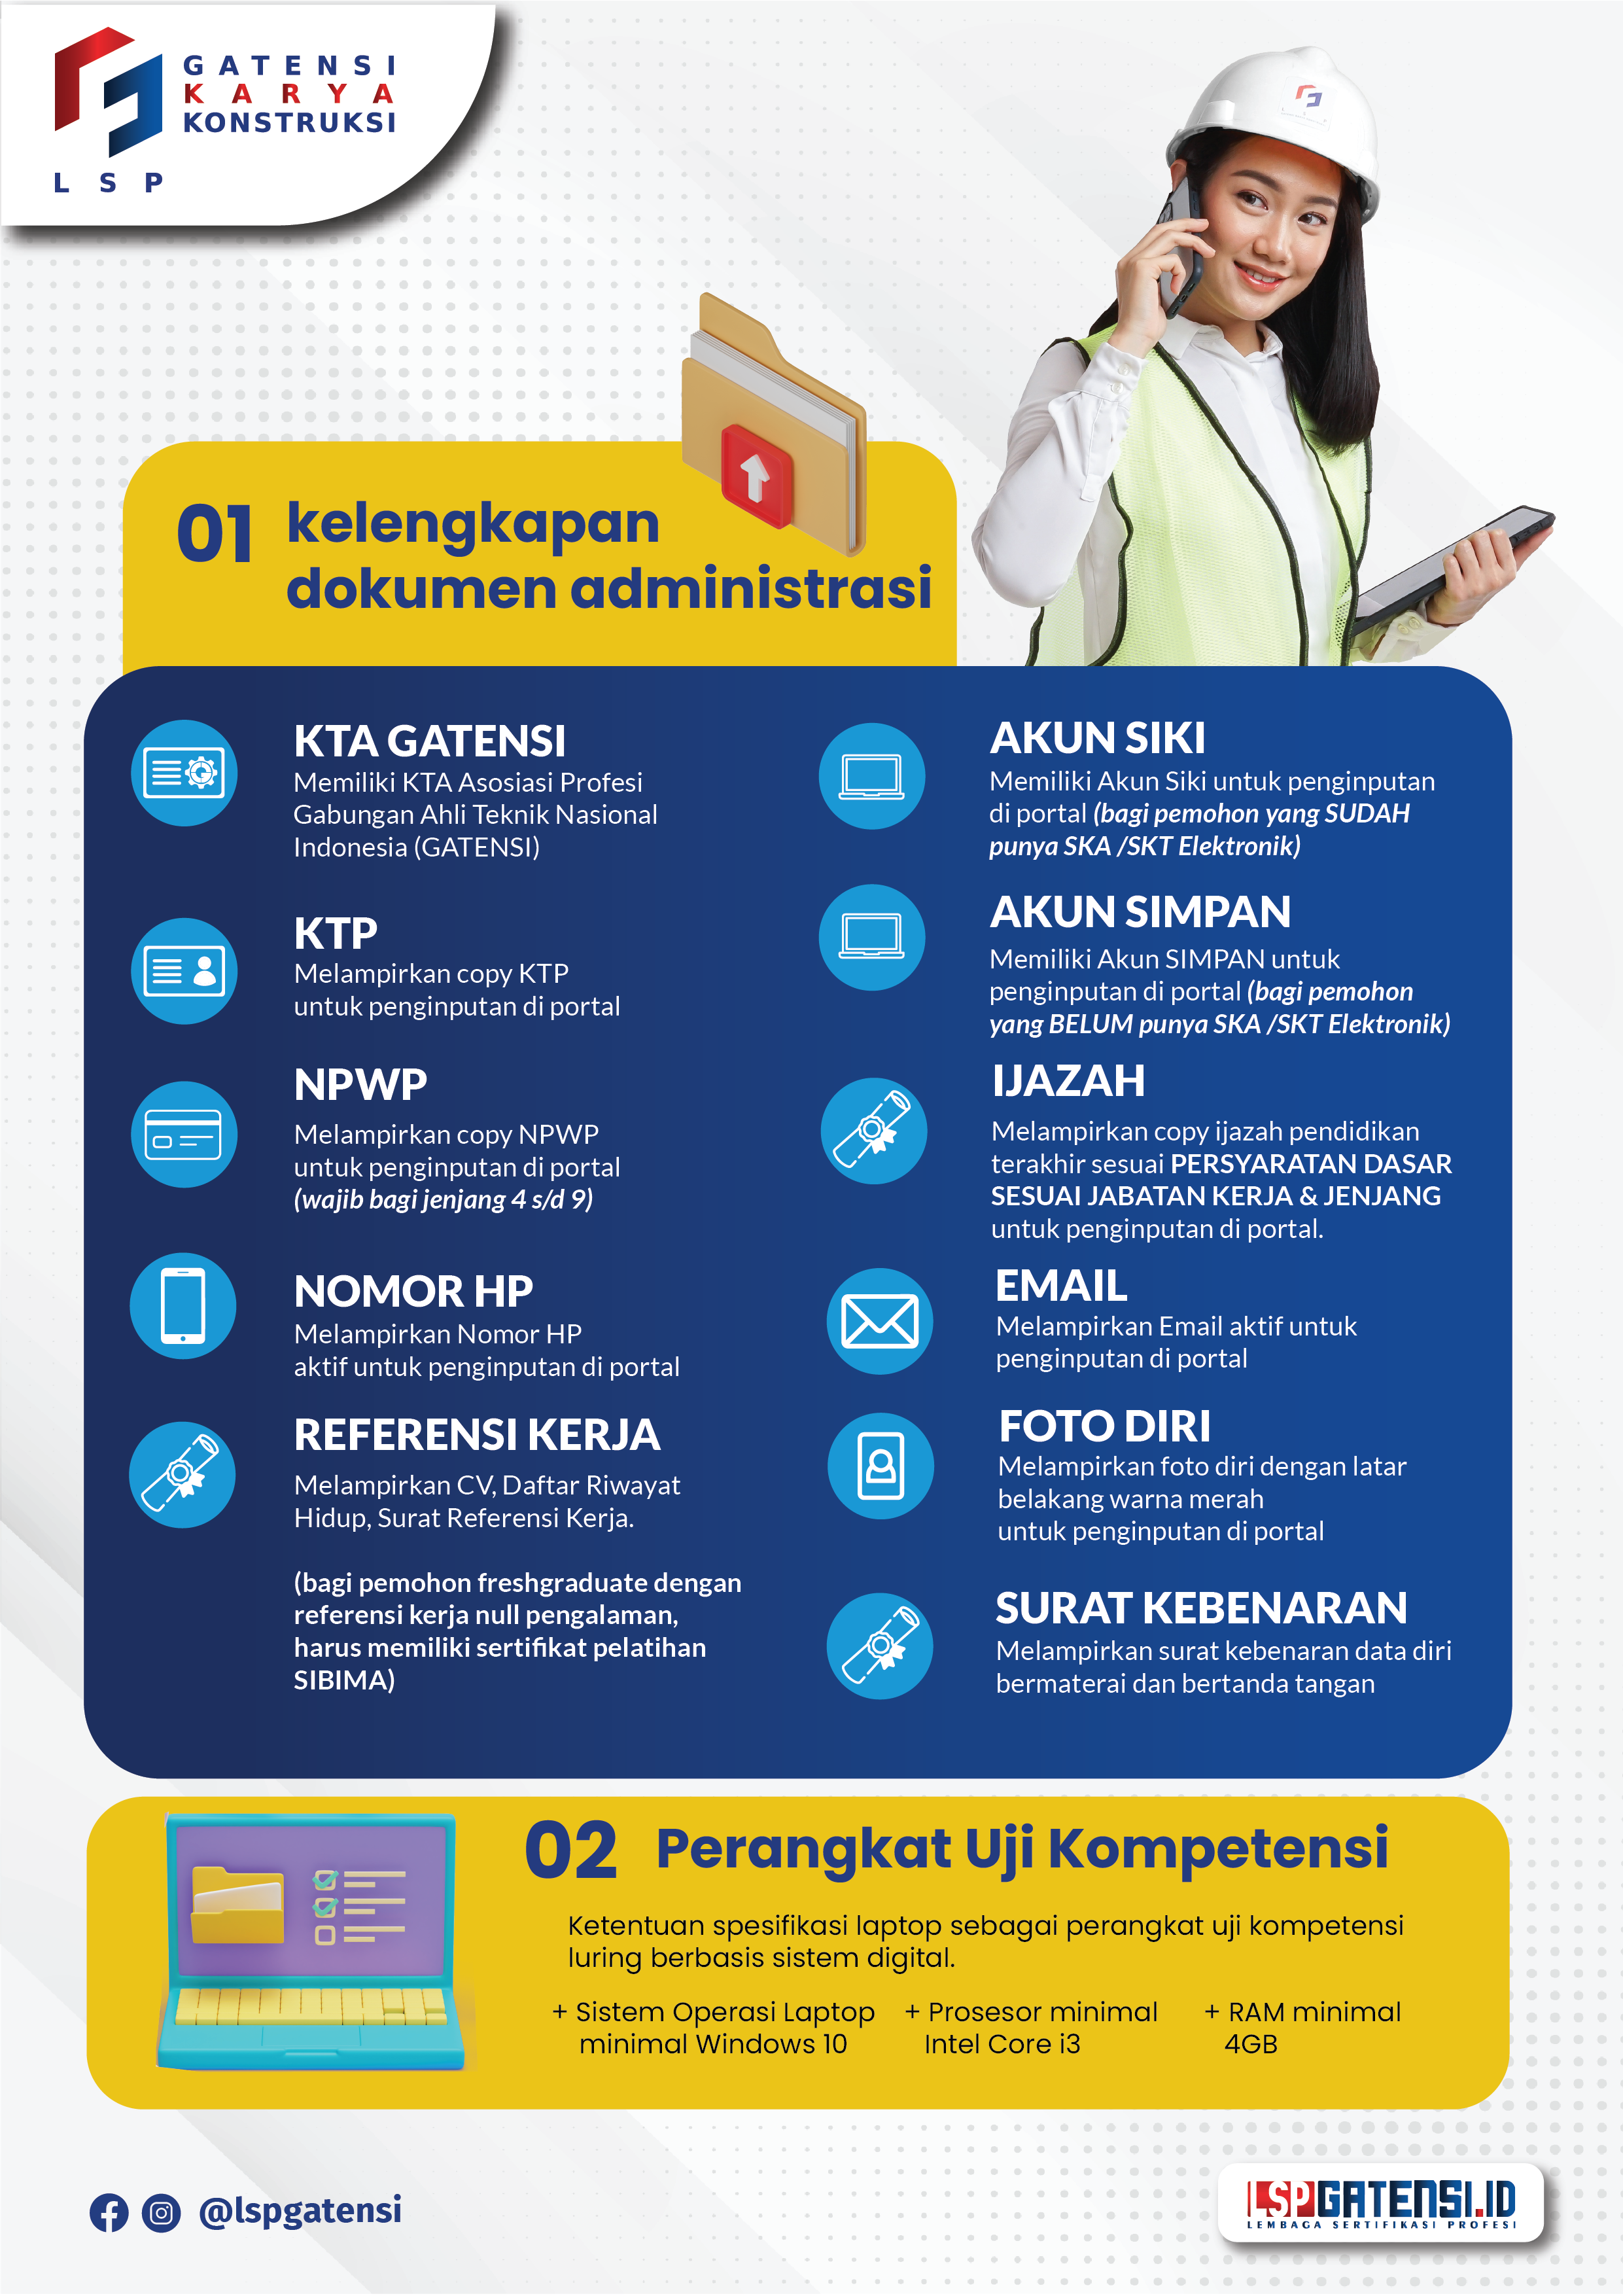 GATENSI
KARYA
KONSTRUKSI
LSP
01 kelengkapan
dokumen administrasi
KTA GATENSI
Memiliki KTA Asosiasi Profesi
Gabungan Ahli Teknik Nasional
Indonesia (GATENSI)
KTP
Melampirkan copy KTP
untuk penginputan di portal
NPWP
Melampirkan copy NPWP
untuk penginputan di portal
(wajib bagi jenjang 4 s/d 9)
NOMOR HP
Melampirkan Nomor HP
aktif untuk penginputan di portal
REFERENSI KERJA
Melampirkan CV, Daftar Riwayat
Hidup, Surat Referensi Kerja.
(bagi pemohon freshgraduate dengan
referensi kerja null pengalaman,
harus memiliki sertifikat pelatihan
SIBIMA)
AKUN SIKI
Memiliki Akun Siki untuk penginputan
di portal (bagi pemohon yang SUDAH
punya SKA /SKT Elektronik)
AKUN SIMPAN
Memiliki Akun SIMPAN untuk
penginputan di portal (bagi pemohon
yang BELUM punya SKA /SKT Elektronik)
IJAZAH
Melampirkan copy ijazah pendidikan
terakhir sesuai PERSYARATAN DASAR
SESUAI JABATAN KERJA & JENJANG
untuk penginputan di portal.
EMAIL
Melampirkan Email aktif untuk
penginputan di portal
FOTO DIRI
Melampirkan foto diri dengan latar
belakang warna merah
untuk penginputan di portal
SURAT KEBENARAN
Melampirkan surat kebenaran data diri
bermaterai dan bertanda tangan
02 Perangkat Uji Kompetensi
Ketentuan spesifikasi laptop sebagai perangkat uji kompetensi
luring berbasis sistem digital.
+ Sistem Operasi Laptop
minimal Windows 10
+ Prosesor minimal
Intel Core i3
+ RAM minimal
4GB
@lspgatensi
LSPGATENSI.ID
LEMBAGA SERTIFIKASI PROFESI